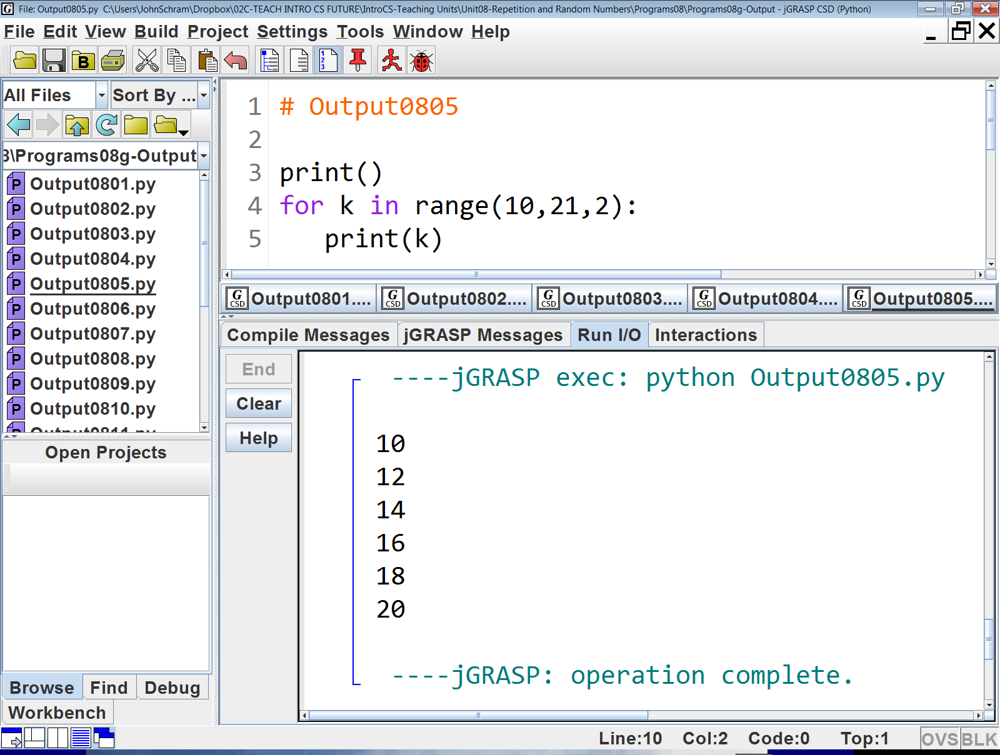 File: Output0805.py  C:\Users\JohnSchram\Dropbox\02C-TEACH INTRO CS FUTURE\IntroCS-Teaching Units\Unit08-Repetition and Random Numbers\Programs08\Programs08g-Output - jGRASP CSD (Python)
File Edit View Build Project Settings Tools Window Help
All Files Sort By ...
\Programs08g-Output
Output0801.py
Output0802.py
Output0803.py
Output0804.py
Output0805.py
Output0806.py
Output0807.py
Output0808.py
Output0809.py
Output0810.py
Output0811.py
Open Projects
Browse Find Debug
Workbench
1 # Output0805
2
3 print()
4 for k in range(10,21,2):
5    print(k)
Output0801.... Output0802.... Output0803.... Output0804.... Output0805....
Compile Messages jGRASP Messages Run I/O Interactions
End
Clear
Help
----jGRASP exec: python Output0805.py
10
12
14
16
18
20
----jGRASP: operation complete.
Line:10 Col:2 Code:0 Top:1 OVS BLK